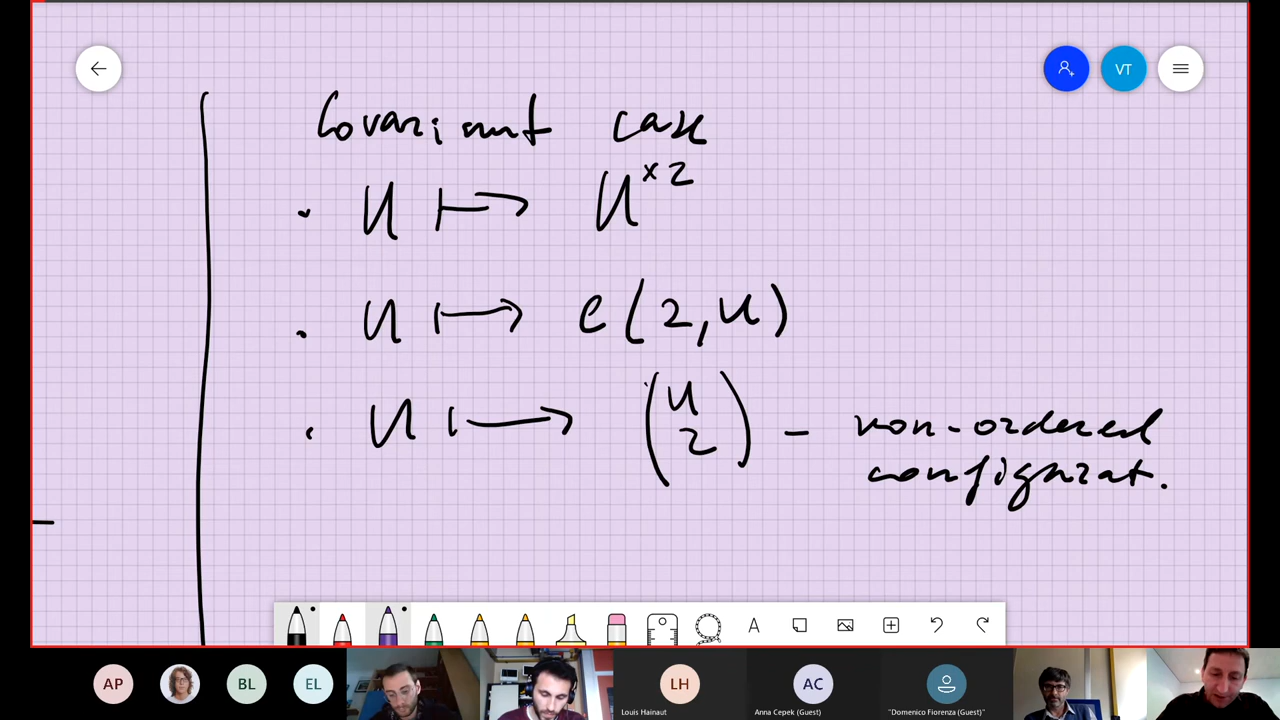 VT
Covariant case
· U ↦ U^×2
· U ↦ C(2, U)
· U ↦ (U 2) - non-ordered
configurat.
A
AP
BL
EL
LH
AC
Louis Hainaut
Anna Cepek (Guest)
"Domenico Fiorenza (Guest)"